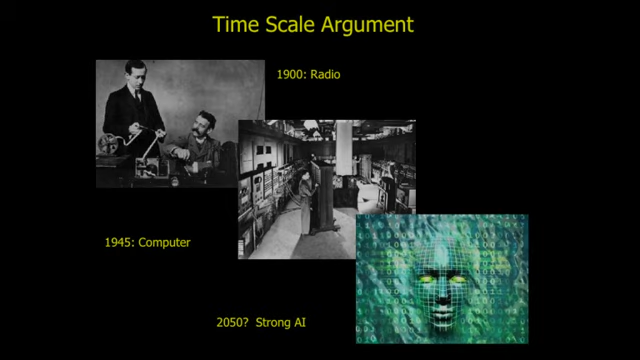 Time Scale Argument
1900: Radio
1945: Computer
2050? Strong AI